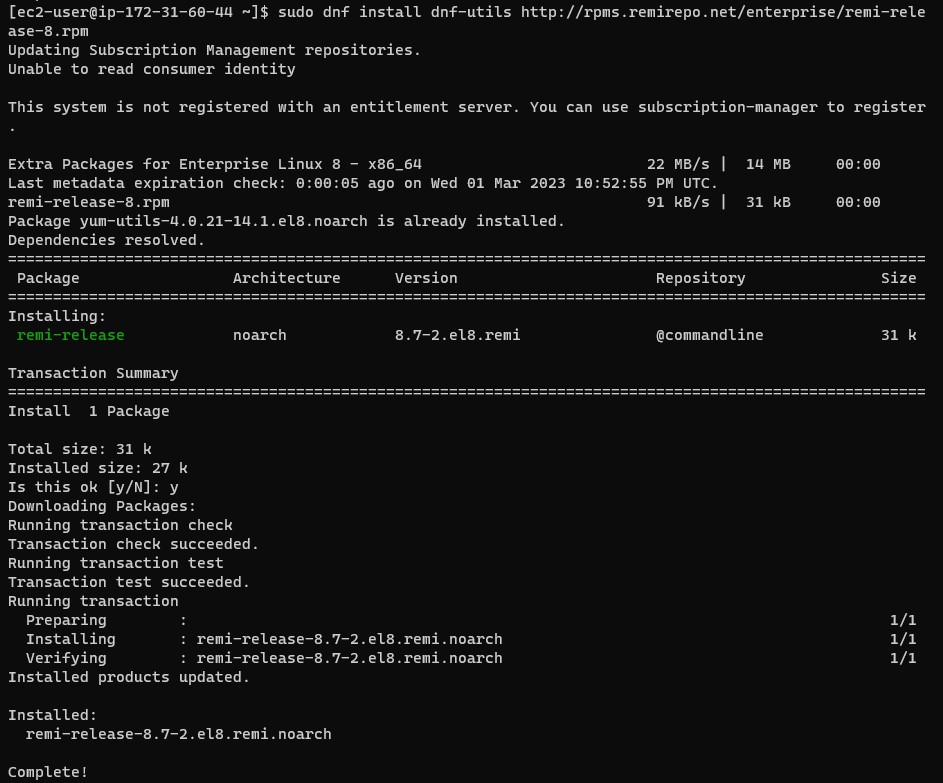 [ec2-user@ip-172-31-60-44 ~]$ sudo dnf install dnf-utils http://rpms.remirepo.net/enterprise/remi-rele
ase-8.rpm
Updating Subscription Management repositories.
Unable to read consumer identity
This system is not registered with an entitlement server. You can use subscription-manager to register
.
Extra Packages for Enterprise Linux 8 - x86_64                         22 MB/s |  14 MB     00:00
Last metadata expiration check: 0:00:05 ago on Wed 01 Mar 2023 10:52:55 PM UTC.
remi-release-8.rpm                                                     91 kB/s |  31 kB     00:00
Package yum-utils-4.0.21-14.1.el8.noarch is already installed.
Dependencies resolved.
======================================================================================================
 Package                 Architecture      Version                      Repository               Size
======================================================================================================
Installing:
 remi-release            noarch            8.7-2.el8.remi               @commandline             31 k
Transaction Summary
======================================================================================================
Install  1 Package
Total size: 31 k
Installed size: 27 k
Is this ok [y/N]: y
Downloading Packages:
Running transaction check
Transaction check succeeded.
Running transaction test
Transaction test succeeded.
Running transaction
  Preparing        :                                                                              1/1
  Installing       : remi-release-8.7-2.el8.remi.noarch                                           1/1
  Verifying        : remi-release-8.7-2.el8.remi.noarch                                           1/1
Installed products updated.
Installed:
  remi-release-8.7-2.el8.remi.noarch
Complete!